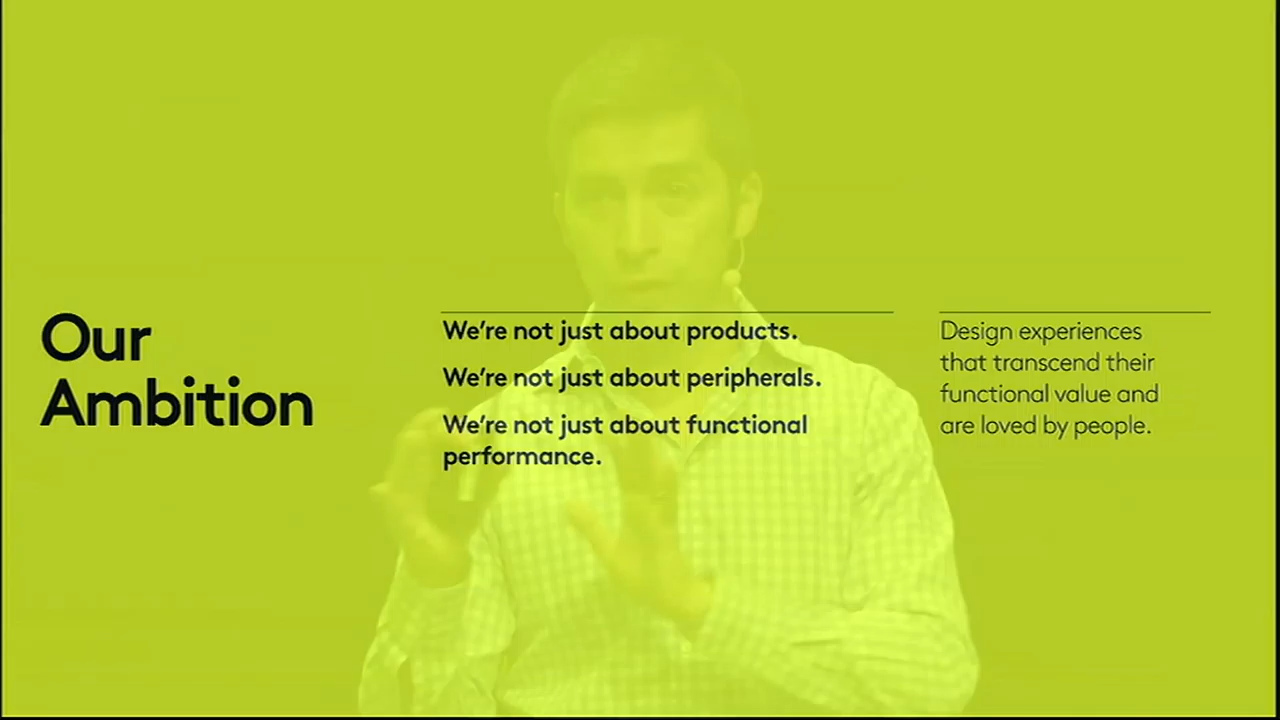 Our
Ambition
We're not just about products.
We're not just about peripherals.
We're not just about functional
performance.
Design experiences
that transcend their
functional value and
are loved by people.